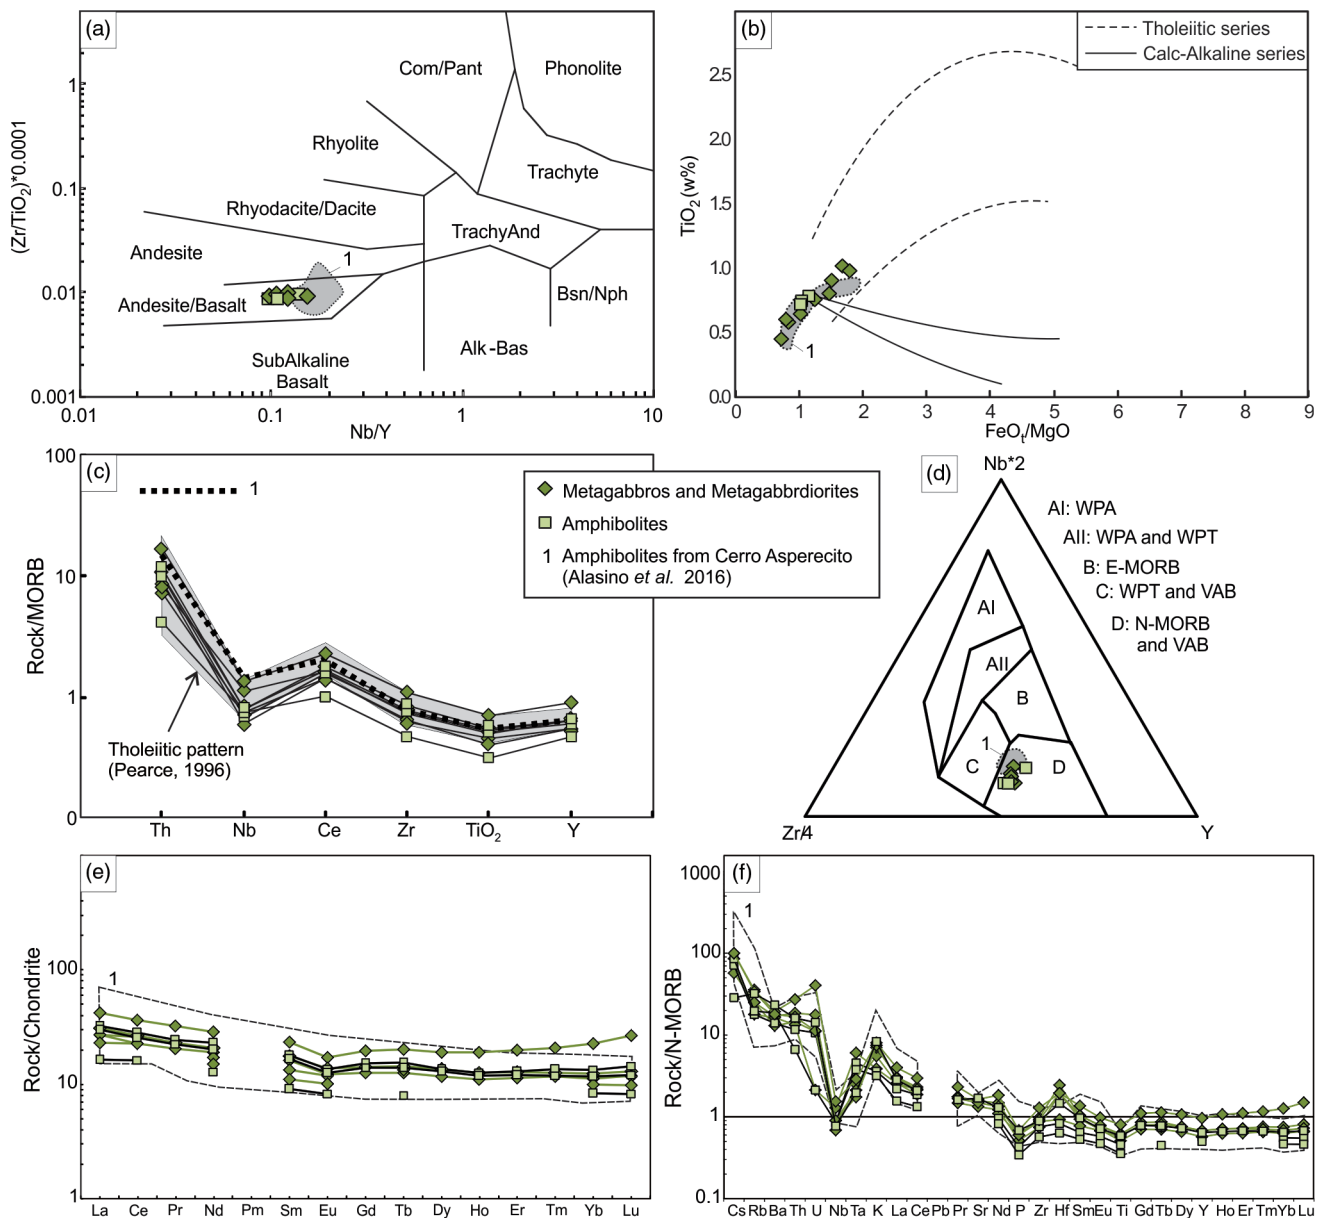 (a)
Com/Pant
Phonolite
Rhyolite
Trachyte
Rhyodacite/Dacite
TrachyAnd
Andesite
1
Andesite/Basalt
Bsn/Nph
Alk-Bas
SubAlkaline
Basalt
(Zr/TiO2)*0.0001
1
0.1
0.01
0.001
0.01
0.1
1
10
Nb/Y
(b)
Tholeiitic series
Calc-Alkaline series
TiO2 (w%)
2.5
2.0
1.5
1.0
0.5
0.0
1
0
1
2
3
4
5
6
7
8
9
FeOt/MgO
(c)
1
Rock/MORB
100
10
1
0
Tholeiitic pattern
(Pearce, 1996)
Th
Nb
Ce
Zr
TiO2
Y
Metagabbros and Metagabbrdiorites
Amphibolites
1 Amphibolites from Cerro Asperecito
(Alasino et al. 2016)
(d)
Nb*2
AI: WPA
AII: WPA and WPT
B: E-MORB
C: WPT and VAB
D: N-MORB
and VAB
AI
AII
B
1
C
D
Zr/4
Y
(e)
Rock/Chondrite
100
10
1
1
La
Ce
Pr
Nd
Pm
Sm
Eu
Gd
Tb
Dy
Ho
Er
Tm
Yb
Lu
(f)
Rock/N-MORB
1000
100
10
1
0.1
1
Cs
Rb
Ba
Th
U
Nb
Ta
K
La
Ce
Pb
Pr
Sr
Nd
P
Zr
Hf
Sm
Eu
Ti
Gd
Tb
Dy
Y
Ho
Er
Tm
Yb
Lu